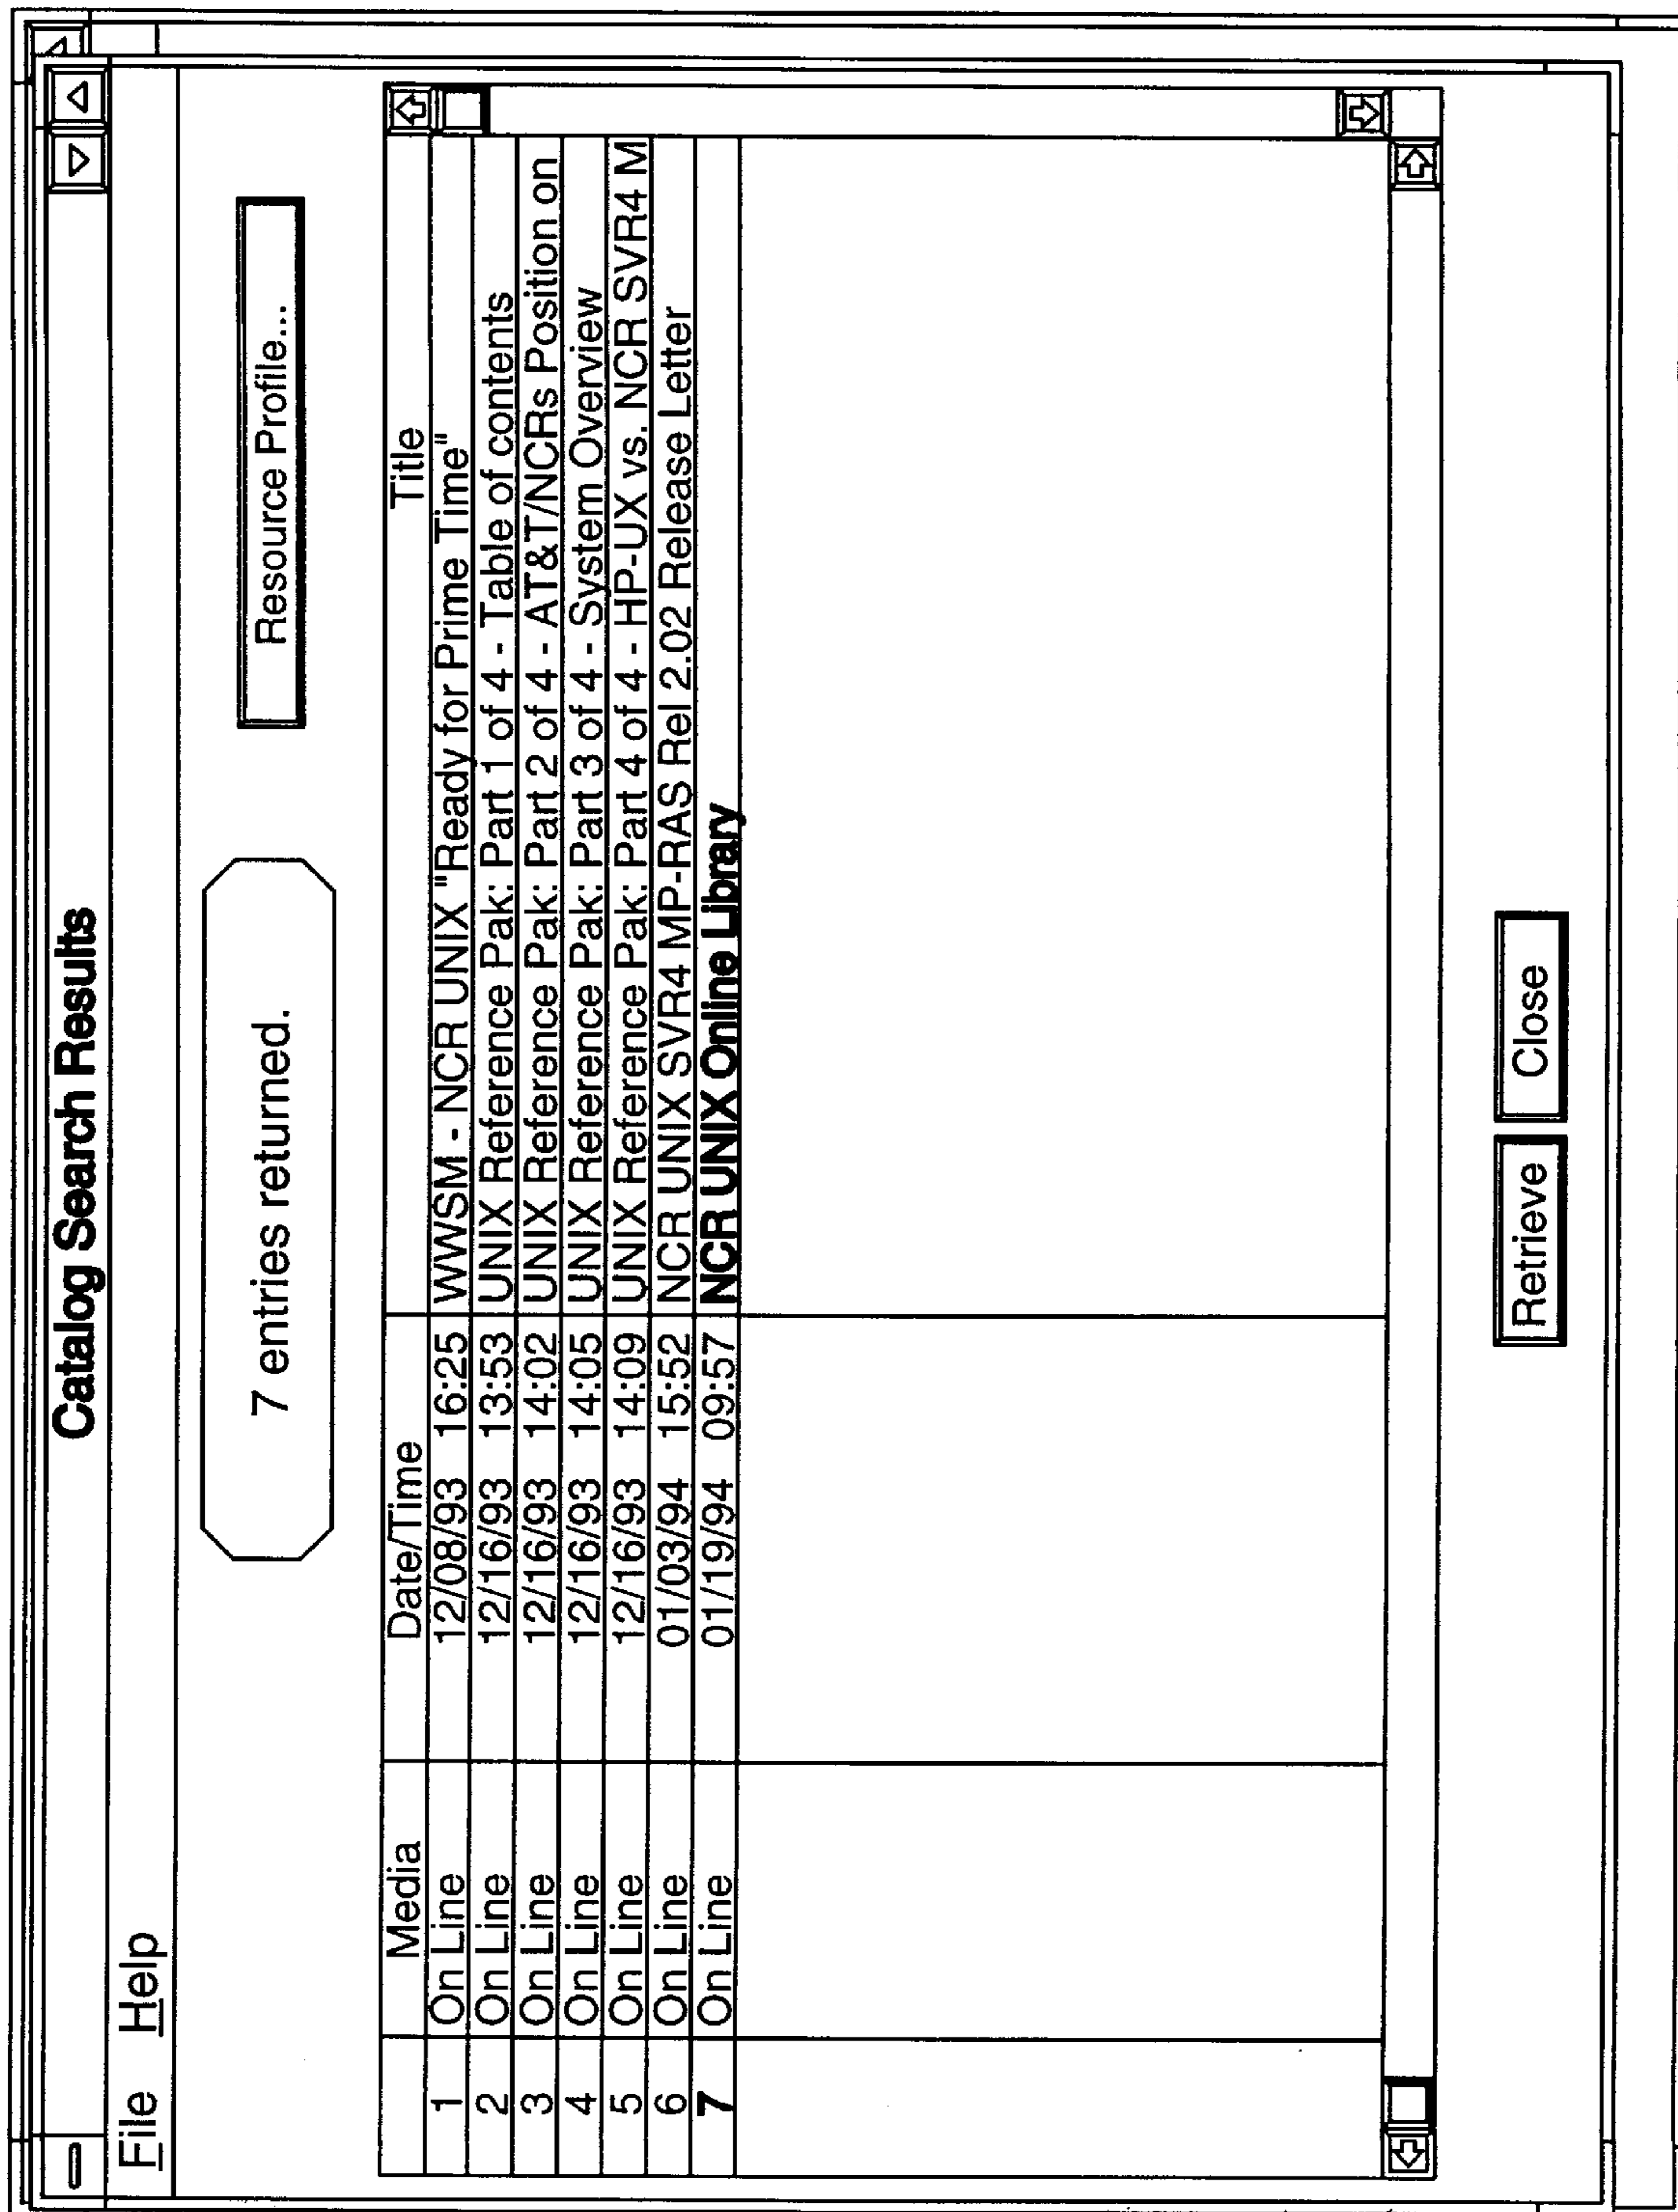 Catalog Search Results
File Help
7 entries returned.
Resource Profile...
Media Date/Time Title
1 On Line 12/08/93 16:25 WWSM - NCR UNIX "Ready for Prime Time"
2 On Line 12/16/93 13:53 UNIX Reference Pak: Part 1 of 4 - Table of contents
3 On Line 12/16/93 14:02 UNIX Reference Pak: Part 2 of 4 - AT&T/NCRs Position on
4 On Line 12/16/93 14:05 UNIX Reference Pak: Part 3 of 4 - System Overview
5 On Line 12/16/93 14:09 UNIX Reference Pak: Part 4 of 4 - HP-UX vs. NCR SVR4 M
6 On Line 01/03/94 15:52 NCR UNIX SVR4 MP-RAS Rel 2.02 Release Letter
7 On Line 01/19/94 09:57 NCR UNIX Online Library
Retrieve Close